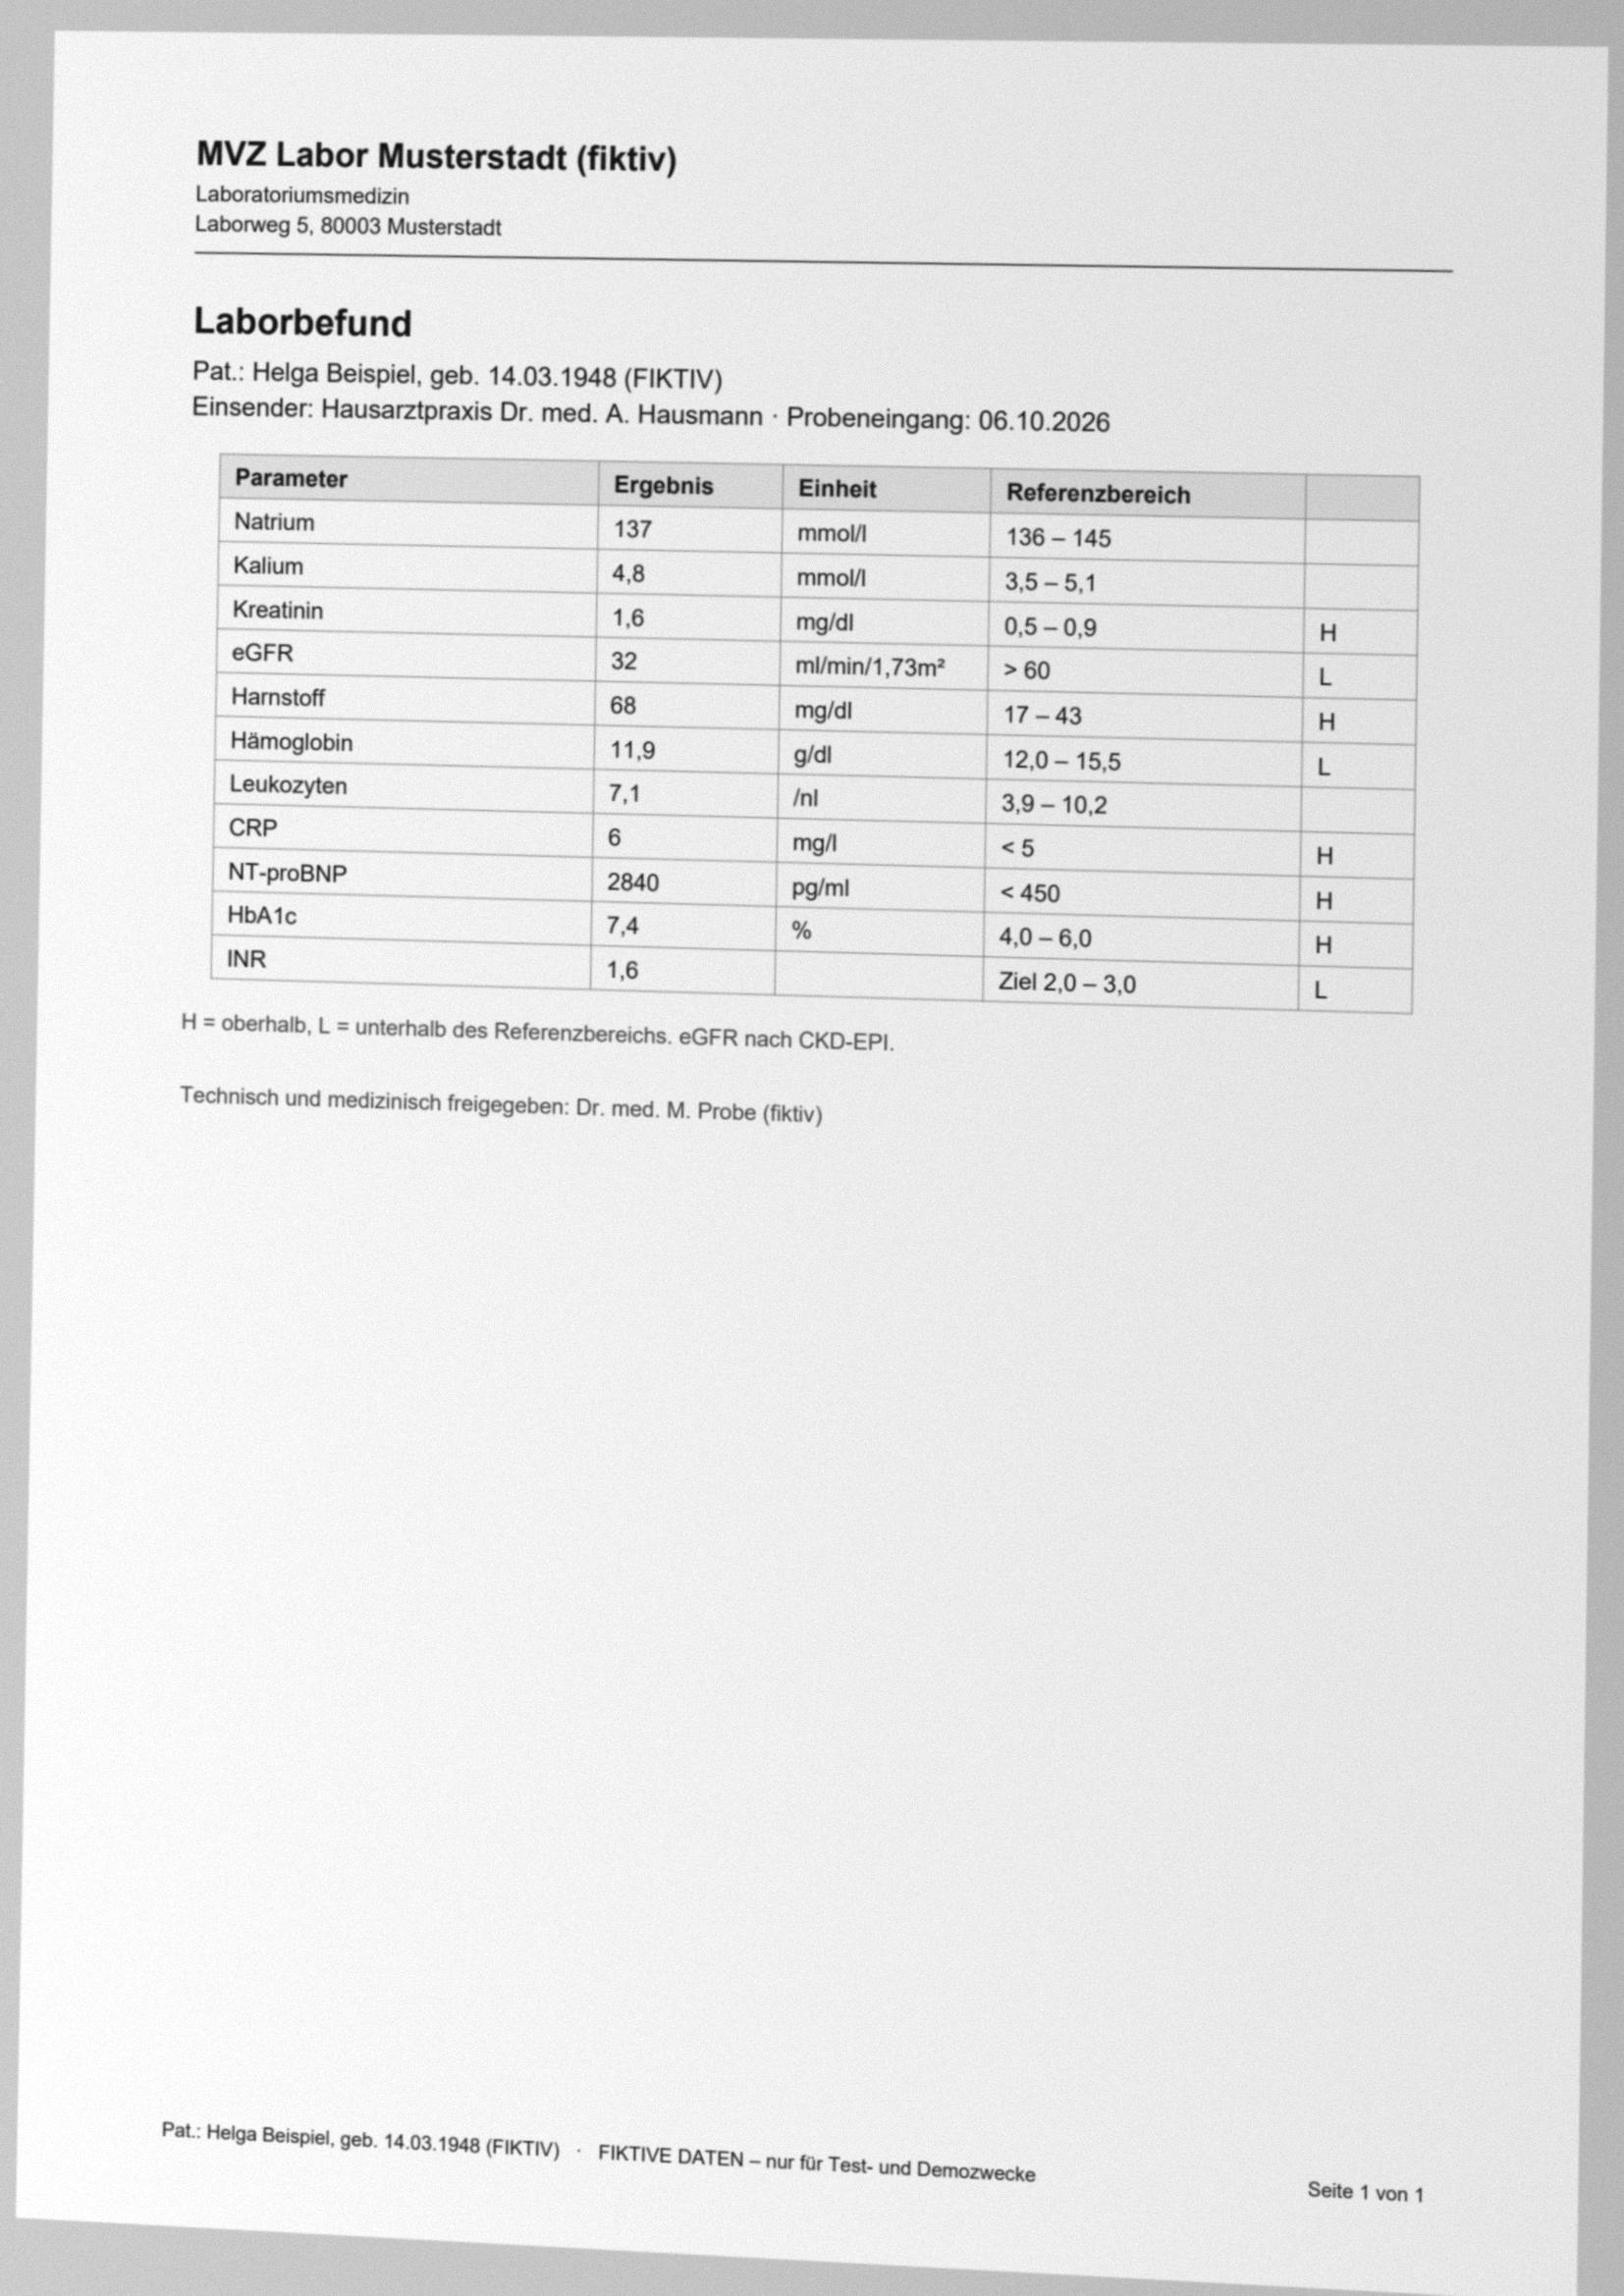 MVZ Labor Musterstadt (fiktiv)
Laboratoriumsmedizin
Laborweg 5, 80003 Musterstadt
Laborbefund
Pat.: Helga Beispiel, geb. 14.03.1948 (FIKTIV)
Einsender: Hausarztpraxis Dr. med. A. Hausmann · Probeneingang: 06.10.2026
Parameter Ergebnis Einheit Referenzbereich
Natrium 137 mmol/l 136 – 145
Kalium 4,8 mmol/l 3,5 – 5,1
Kreatinin 1,6 mg/dl 0,5 – 0,9 H
eGFR 32 ml/min/1,73m² > 60 L
Harnstoff 68 mg/dl 17 – 43 H
Hämoglobin 11,9 g/dl 12,0 – 15,5 L
Leukozyten 7,1 /nl 3,9 – 10,2
CRP 6 mg/l < 5 H
NT-proBNP 2840 pg/ml < 450 H
HbA1c 7,4 % 4,0 – 6,0 H
INR 1,6 Ziel 2,0 – 3,0 L
H = oberhalb, L = unterhalb des Referenzbereichs. eGFR nach CKD-EPI.
Technisch und medizinisch freigegeben: Dr. med. M. Probe (fiktiv)
Pat.: Helga Beispiel, geb. 14.03.1948 (FIKTIV) · FIKTIVE DATEN – nur für Test- und Demozwecke
Seite 1 von 1